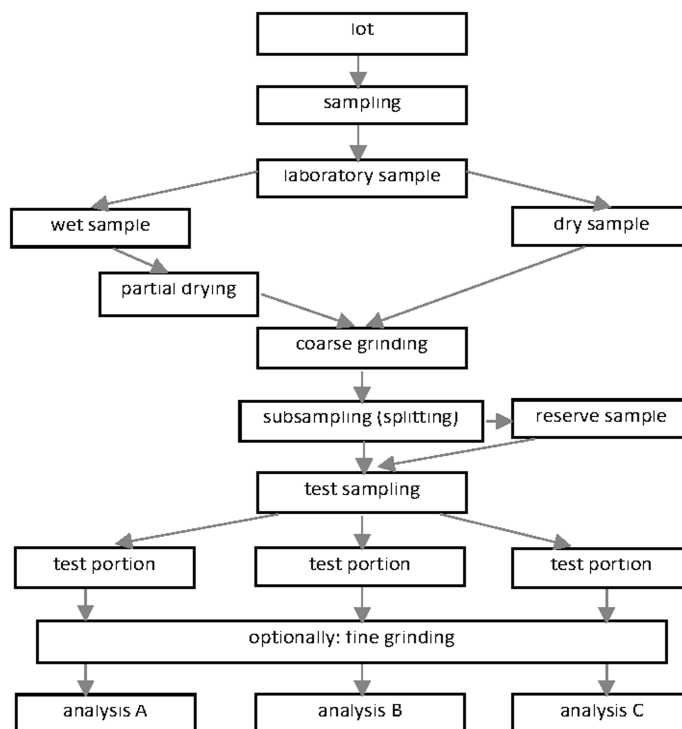 lot
sampling
laboratory sample
wet sample
dry sample
partial drying
coarse grinding
subsampling (splitting)
reserve sample
test sampling
test portion
test portion
test portion
optionally: fine grinding
analysis A
analysis B
analysis C